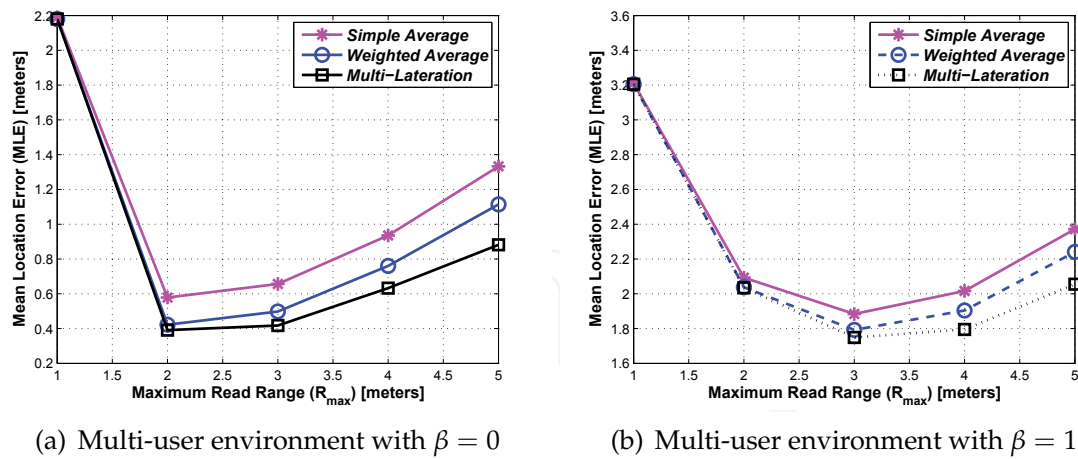 2.2
2
1.8
1.6
1.4
1.2
1
0.8
0.6
0.4
0.2
Mean Location Error (MLE) [meters]
Simple Average
Weighted Average
Multi−Lateration
1 1.5 2 2.5 3 3.5 4 4.5 5
Maximum Read Range (Rmax) [meters]
(a) Multi-user environment with β = 0
3.6
3.4
3.2
3
2.8
2.6
2.4
2.2
2
1.8
1.6
Mean Location Error (MLE) [meters]
Simple Average
Weighted Average
Multi−Lateration
1 1.5 2 2.5 3 3.5 4 4.5 5
Maximum Read Range (Rmax) [meters]
(b) Multi-user environment with β = 1